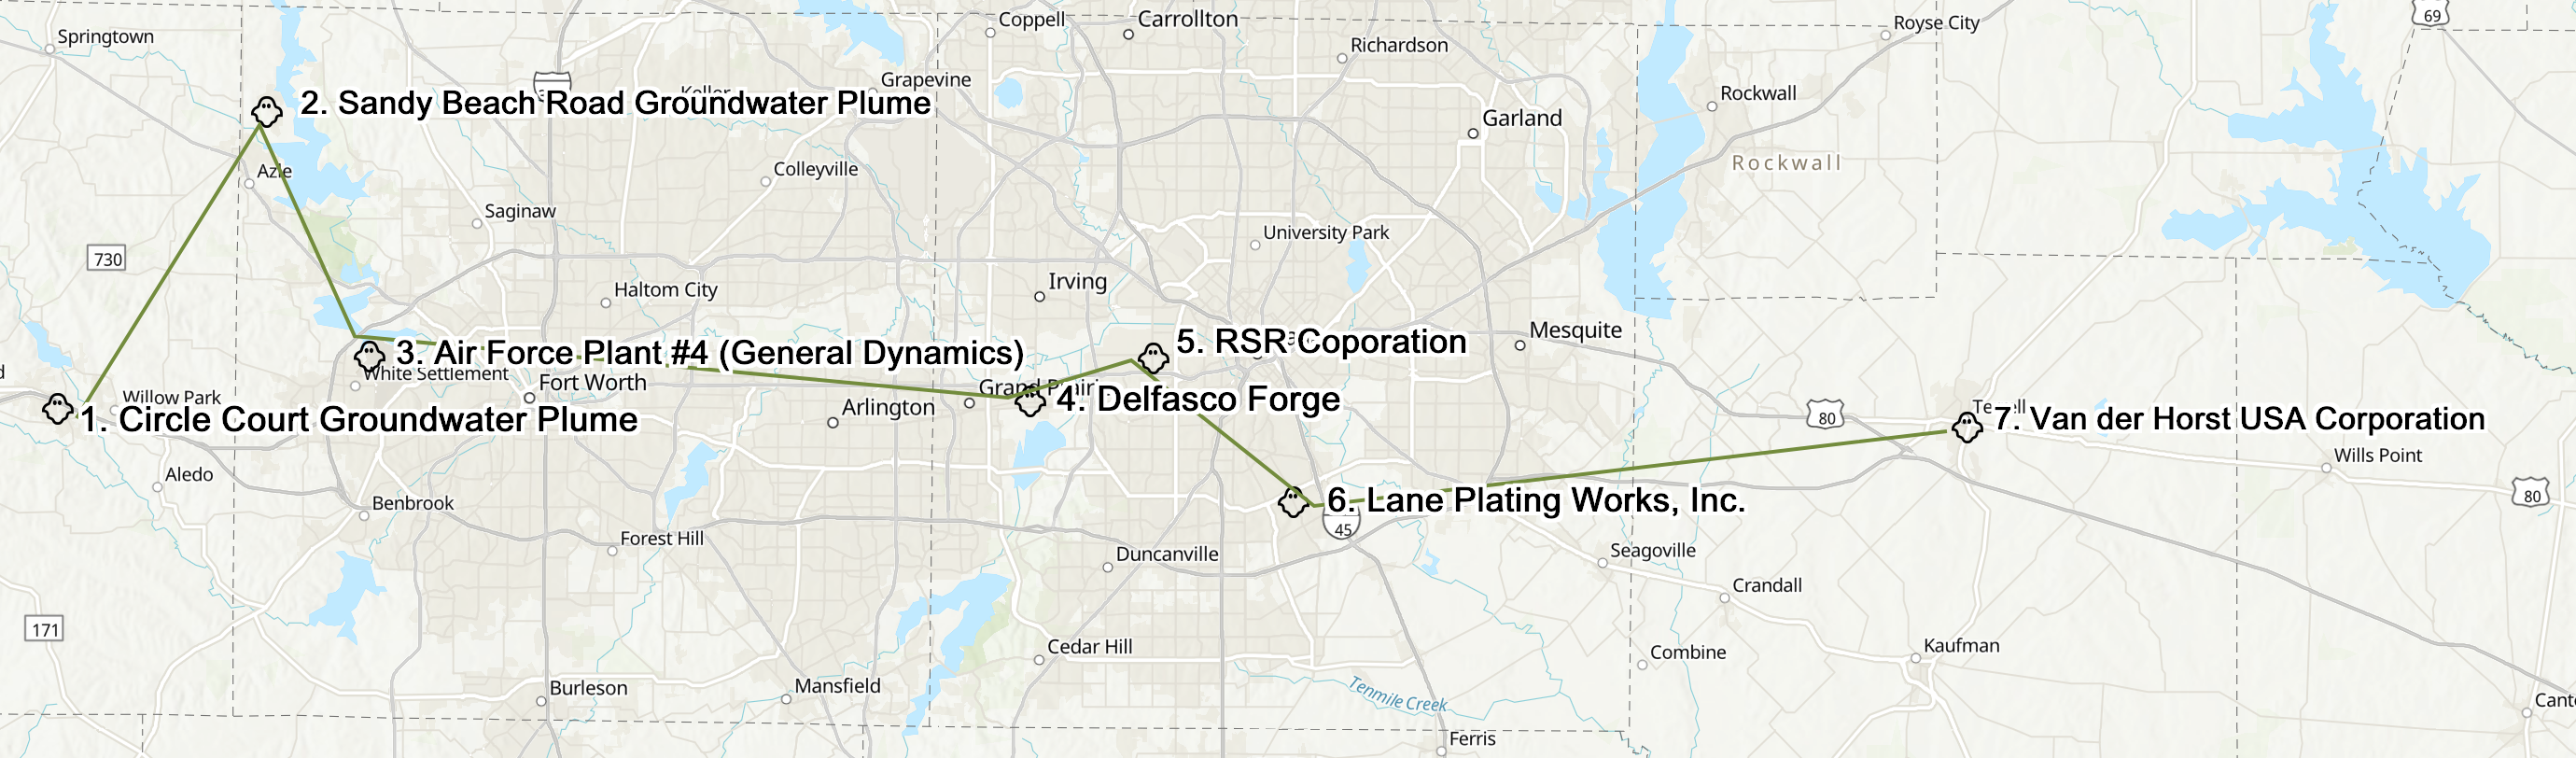 Springtown
Coppell
Carrollton
Richardson
Royse City
69
Grapevine
Keller
2. Sandy Beach Road Groundwater Plume
Rockwall
Garland
Rockwall
Azle
Colleyville
Saginaw
University Park
730
Irving
Haltom City
Mesquite
5. RSR Coporation
3. Air Force Plant #4 (General Dynamics)
White Settlement
Fort Worth
Grand Prairi
4. Delfasco Forge
Willow Park
1. Circle Court Groundwater Plume
Arlington
80
7. Van der Horst USA Corporation
Wills Point
Aledo
Benbrook
6. Lane Plating Works, Inc.
80
45
Forest Hill
Duncanville
Seagoville
Crandall
171
Cedar Hill
Combine
Kaufman
Burleson
Mansfield
Tenmile Creek
Cant
Ferris